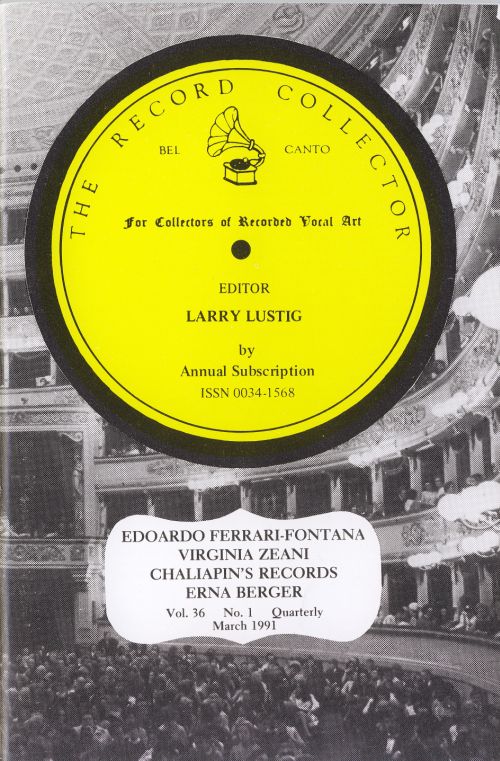 THE RECORD COLLECTOR
BEL CANTO
For Collectors of Recorded Vocal Art
EDITOR
LARRY LUSTIG
by
Annual Subscription
ISSN 0034-1568
EDOARDO FERRARI-FONTANA
VIRGINIA ZEANI
CHALIAPIN'S RECORDS
ERNA BERGER
Vol. 36 No. 1 Quarterly
March 1991